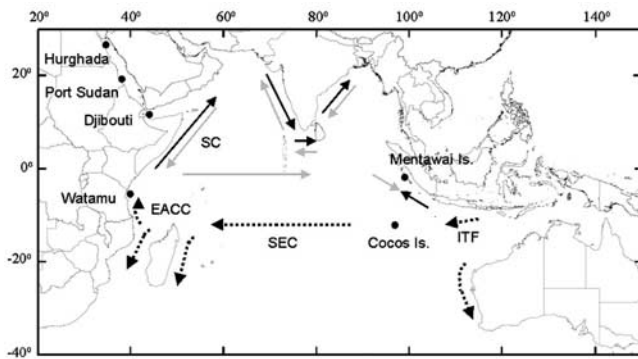 20° 40° 60° 80° 100° 120° 140°
20°
0°
-20°
-40°
Hurghada
Port Sudan
Djibouti
SC
Mentawai Is.
Watamu
EACC
SEC
Cocos Is.
ITF